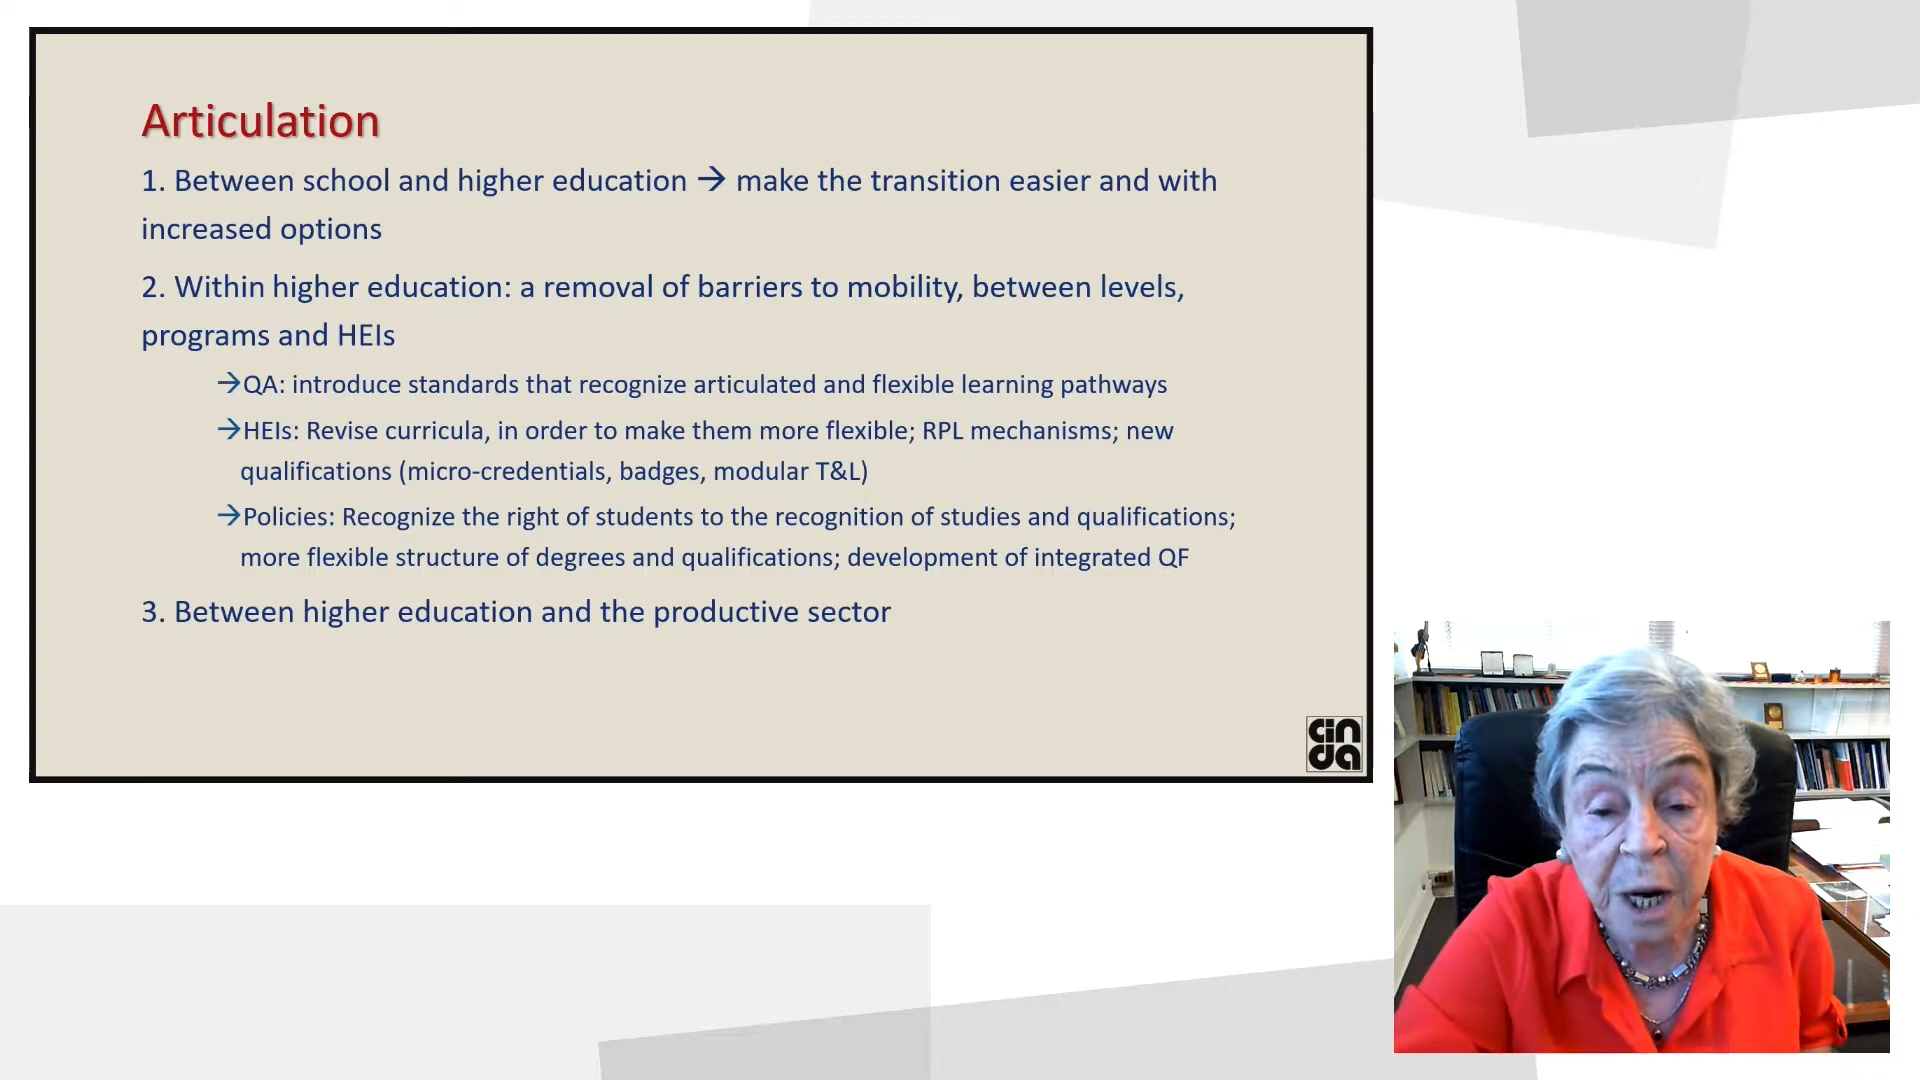 Articulation
1. Between school and higher education → make the transition easier and with
increased options
2. Within higher education: a removal of barriers to mobility, between levels,
programs and HEIs
→QA: introduce standards that recognize articulated and flexible learning pathways
→HEIs: Revise curricula, in order to make them more flexible; RPL mechanisms; new
qualifications (micro-credentials, badges, modular T&L)
→Policies: Recognize the right of students to the recognition of studies and qualifications;
more flexible structure of degrees and qualifications; development of integrated QF
3. Between higher education and the productive sector
cin
da